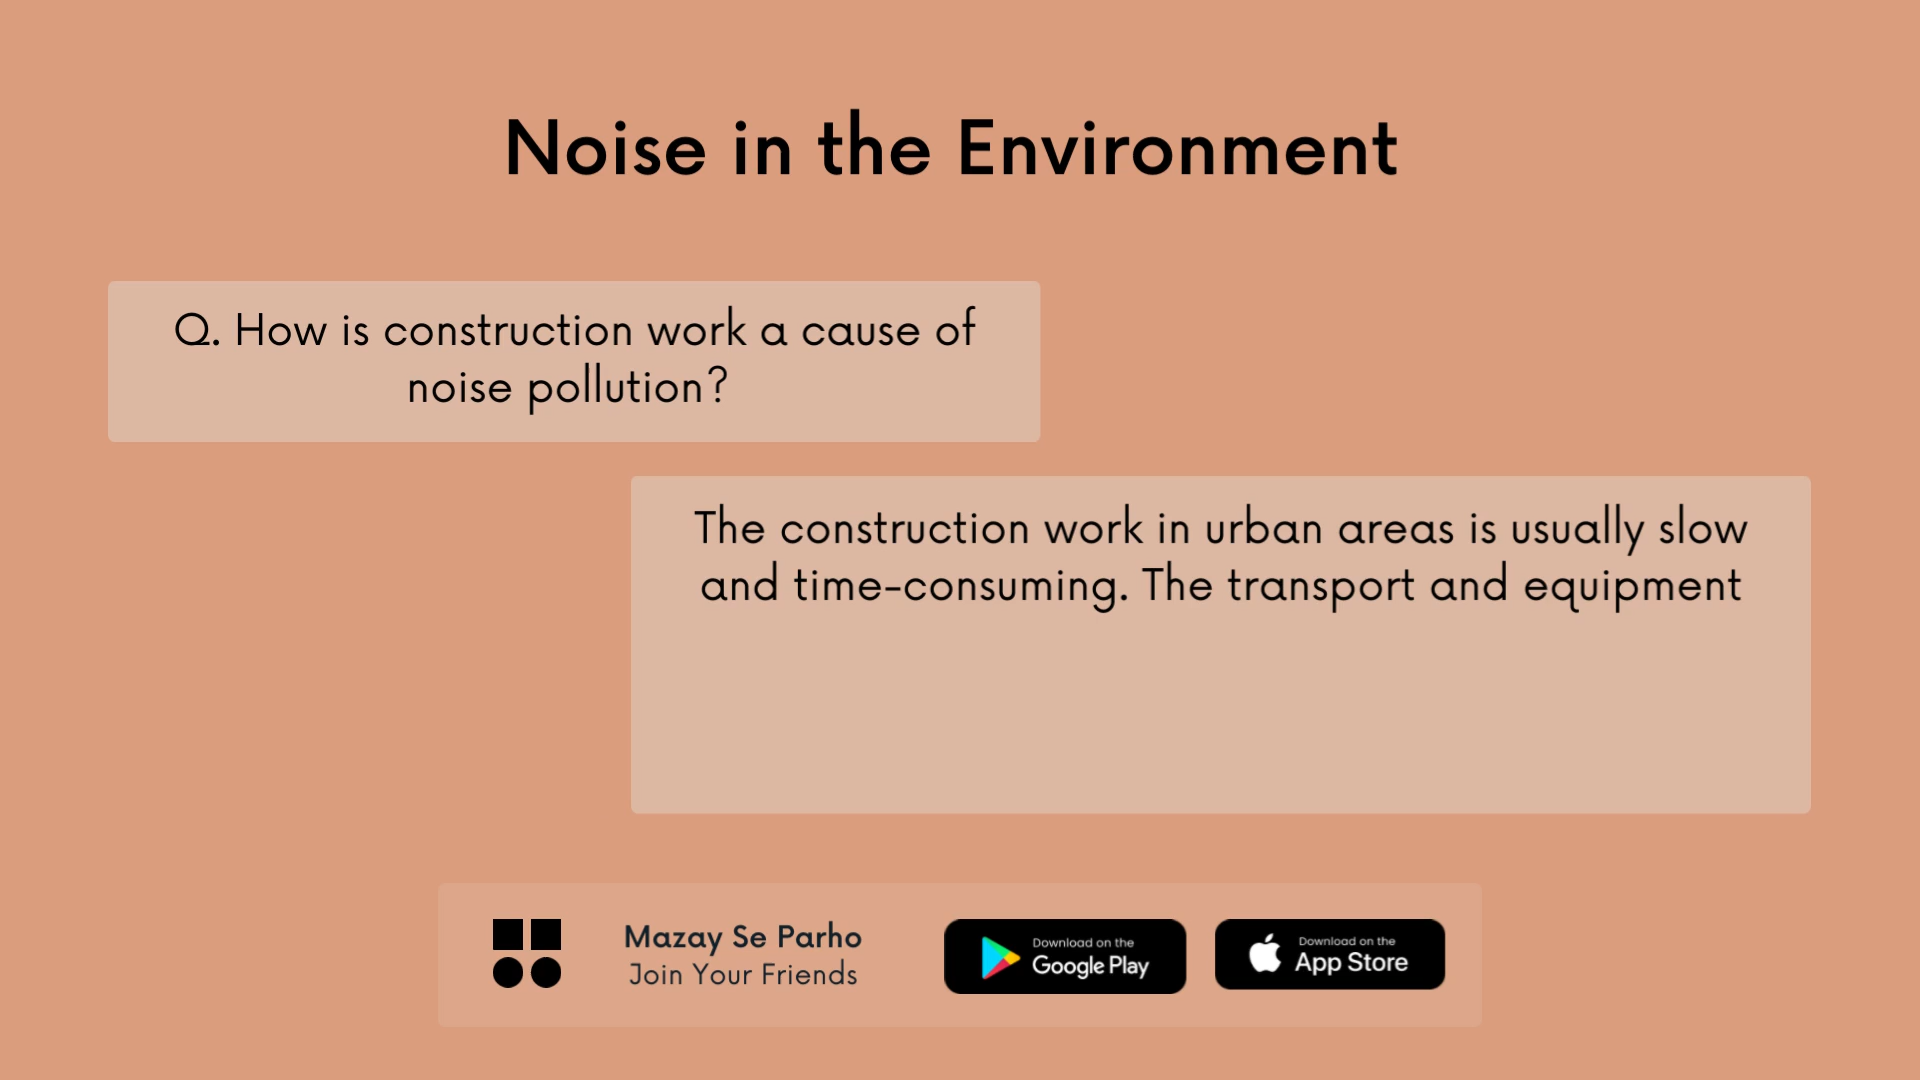 Noise in the Environment
Q. How is construction work a cause of
noise pollution?
The construction work in urban areas is usually slow
and time-consuming. The transport and equipment
Mazay Se Parho
Join Your Friends
Download on the
Google Play
Download on the
App Store